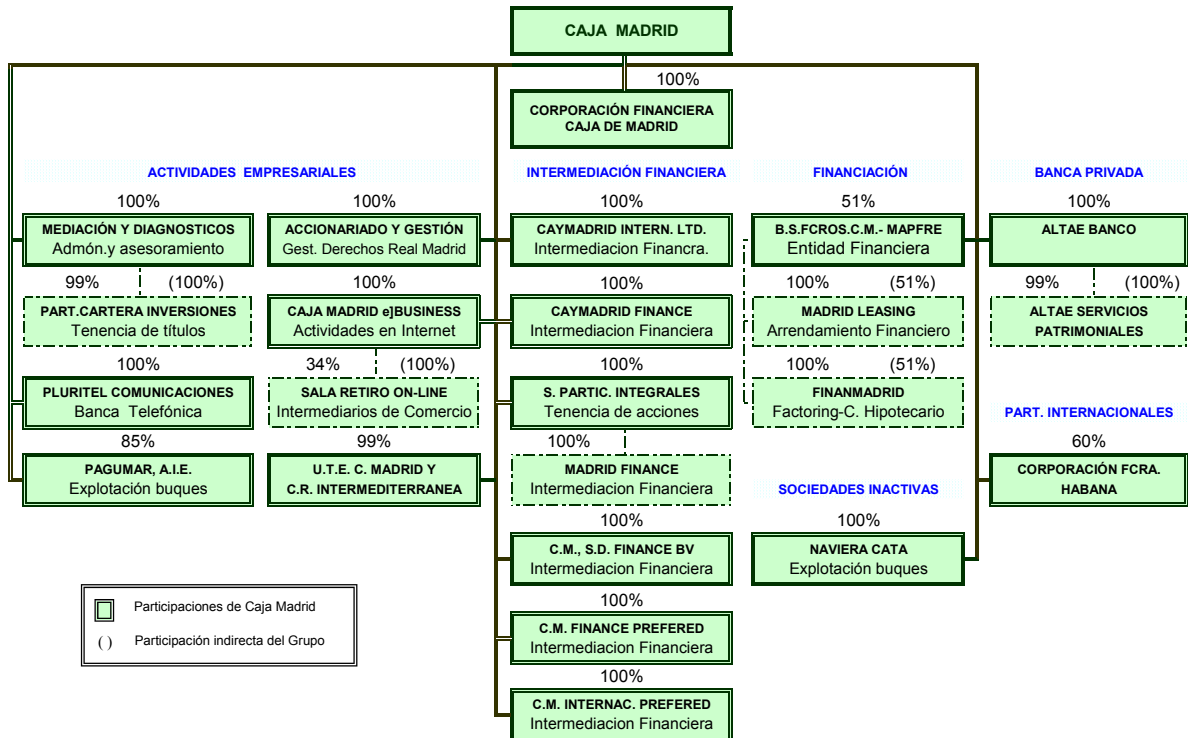 CAJA MADRID
100%
CORPORACIÓN FINANCIERA
CAJA DE MADRID
ACTIVIDADES EMPRESARIALES
100%
MEDIACIÓN Y DIAGNOSTICOS
Admón.y asesoramiento
99% (100%)
PART.CARTERA INVERSIONES
Tenencia de títulos
100%
PLURITEL COMUNICACIONES
Banca Telefónica
85%
PAGUMAR, A.I.E.
Explotación buques
100%
ACCIONARIADO Y GESTIÓN
Gest. Derechos Real Madrid
100%
CAJA MADRID e]BUSINESS
Actividades en Internet
34% (100%)
SALA RETIRO ON-LINE
Intermediarios de Comercio
99%
U.T.E. C. MADRID Y
C.R. INTERMEDITERRANEA
INTERMEDIACIÓN FINANCIERA
100%
CAYMADRID INTERN. LTD.
Intermediacion Financra.
100%
CAYMADRID FINANCE
Intermediación Financiera
100%
S. PARTIC. INTEGRALES
Tenencia de acciones
100%
MADRID FINANCE
Intermediacion Financiera
100%
C.M., S.D. FINANCE BV
Intermediacion Financiera
100%
C.M. FINANCE PREFERED
Intermediacion Financiera
100%
C.M. INTERNAC. PREFERED
Intermediacion Financiera
FINANCIACIÓN
51%
B.S.FCROS.C.M.- MAPFRE
Entidad Financiera
100% (51%)
MADRID LEASING
Arrendamiento Financiero
100% (51%)
FINANMADRID
Factoring-C. Hipotecario
SOCIEDADES INACTIVAS
100%
NAVIERA CATA
Explotación buques
BANCA PRIVADA
100%
ALTAE BANCO
99% (100%)
ALTAE SERVICIOS
PATRIMONIALES
PART. INTERNACIONALES
60%
CORPORACIÓN FCRA.
HABANA
Participaciones de Caja Madrid
( ) Participación indirecta del Grupo